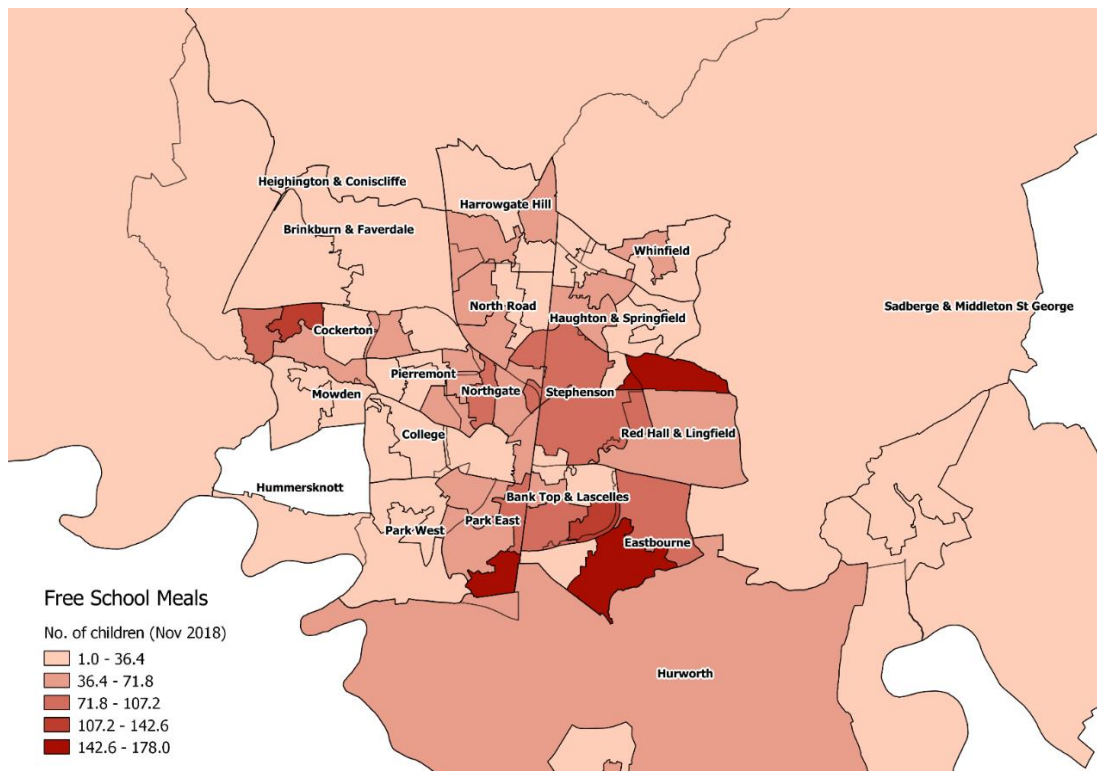 Heighington & Coniscliffe
Harrowgate Hill
Brinkburn & Faverdale
Whinfield
Sadberge & Middleton St George
North Road
Haughton & Springfield
Cockerton
Pierremont
Mowden
Northgate
Stephenson
College
Red Hall & Lingfield
Hummersknott
Bank Top & Lascelles
Park West
Park East
Eastbourne
Hurworth
Free School Meals
No. of children (Nov 2018)
1.0 - 36.4
36.4 - 71.8
71.8 - 107.2
107.2 - 142.6
142.6 - 178.0